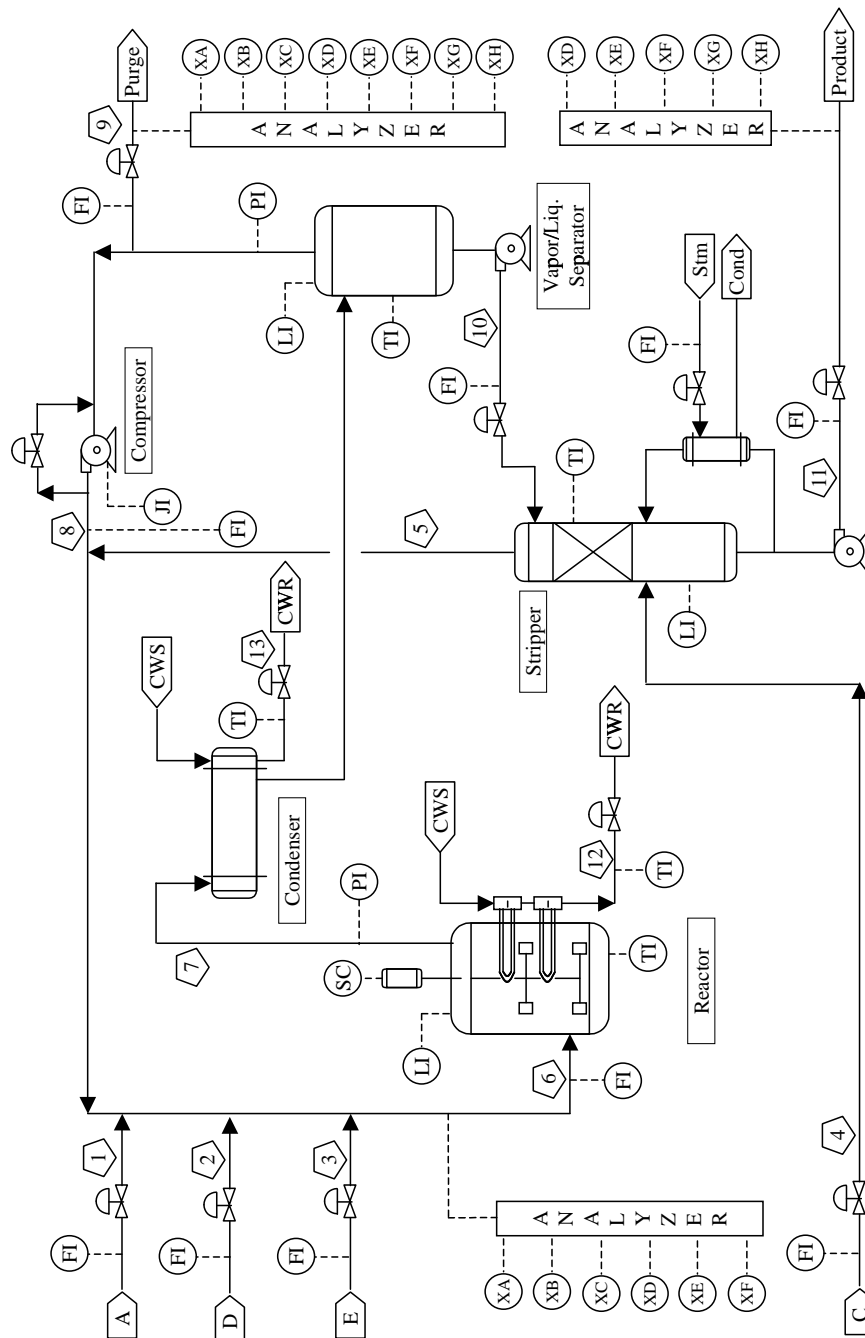 FI
A
1
FI
D
2
FI
E
3
FI
C
4
ANALYZER
XA
XB
XC
XD
XE
XF
6
FI
LI
SC
TI
Reactor
7
PI
CWS
12
TI
CWR
Condenser
CWS
TI
13
CWR
8
FI
5
JI
Compressor
Stripper
LI
TI
FI
10
LI
TI
PI
Vapor/Liq.
Separator
FI
Stm
Cond
FI
9
Purge
ANALYZER
XA
XB
XC
XD
XE
XF
XG
XH
ANALYZER
XD
XE
XF
XG
XH
11
FI
Product